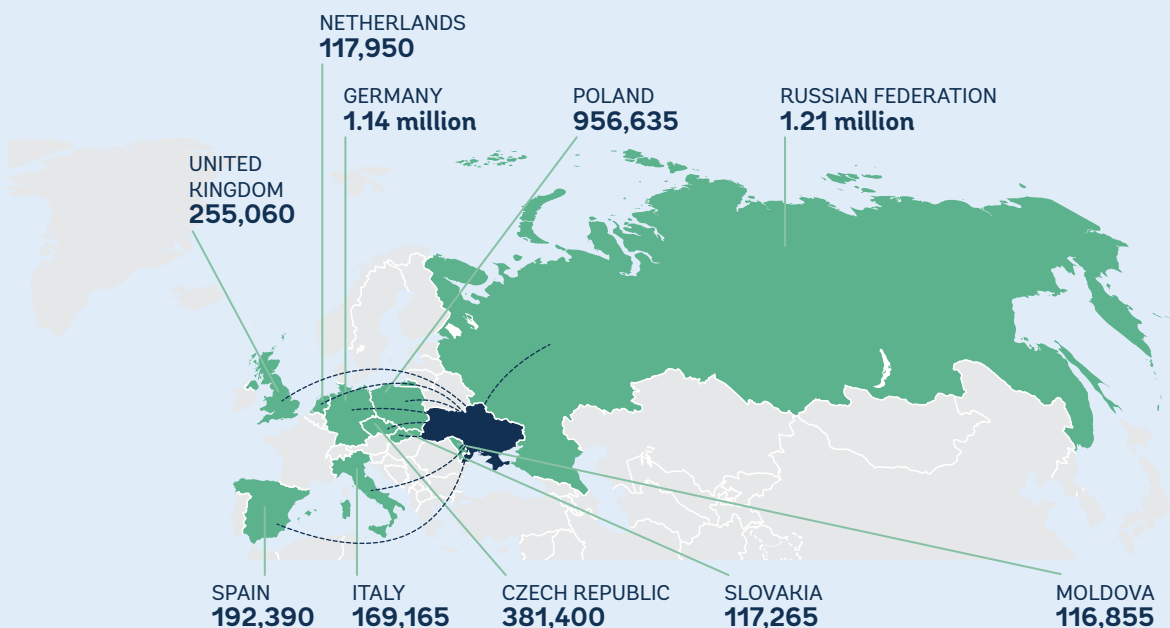 NETHERLANDS
117,950
GERMANY
1.14 million
POLAND
956,635
RUSSIAN FEDERATION
1.21 million
UNITED
KINGDOM
255,060
SPAIN
192,390
ITALY
169,165
CZECH REPUBLIC
381,400
SLOVAKIA
117,265
MOLDOVA
116,855